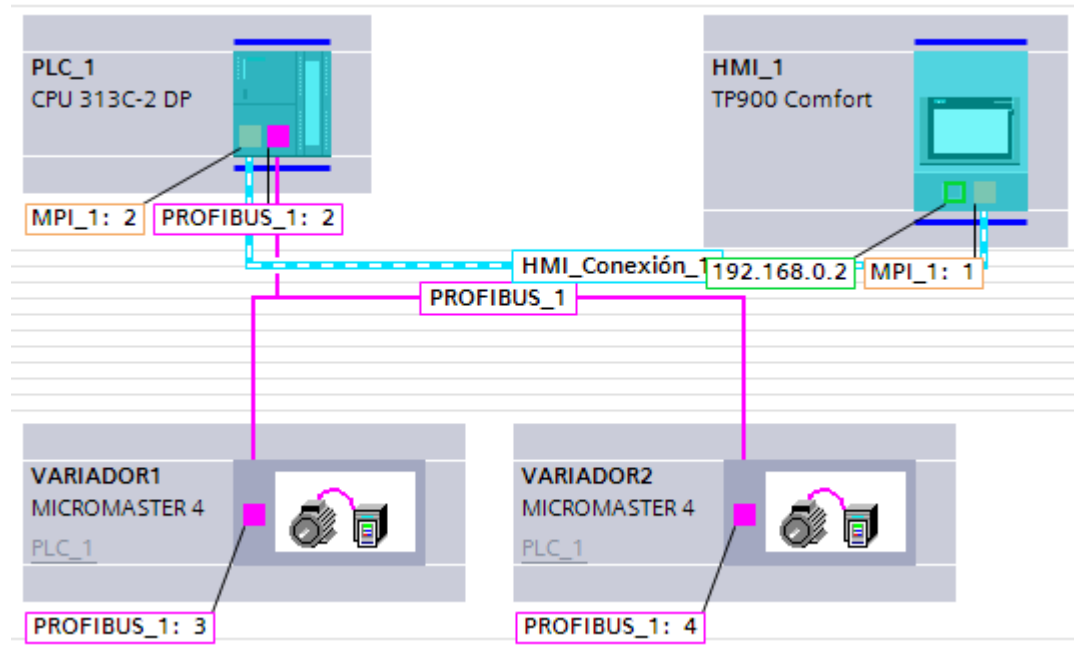 PLC_1
CPU 313C-2 DP
HMI_1
TP900 Comfort
MPI_1: 2
PROFIBUS_1: 2
HMI_Conexión_1
192.168.0.2
MPI_1: 1
PROFIBUS_1
VARIADOR1
MICROMASTER 4
PLC_1
VARIADOR2
MICROMASTER 4
PLC_1
PROFIBUS_1: 3
PROFIBUS_1: 4